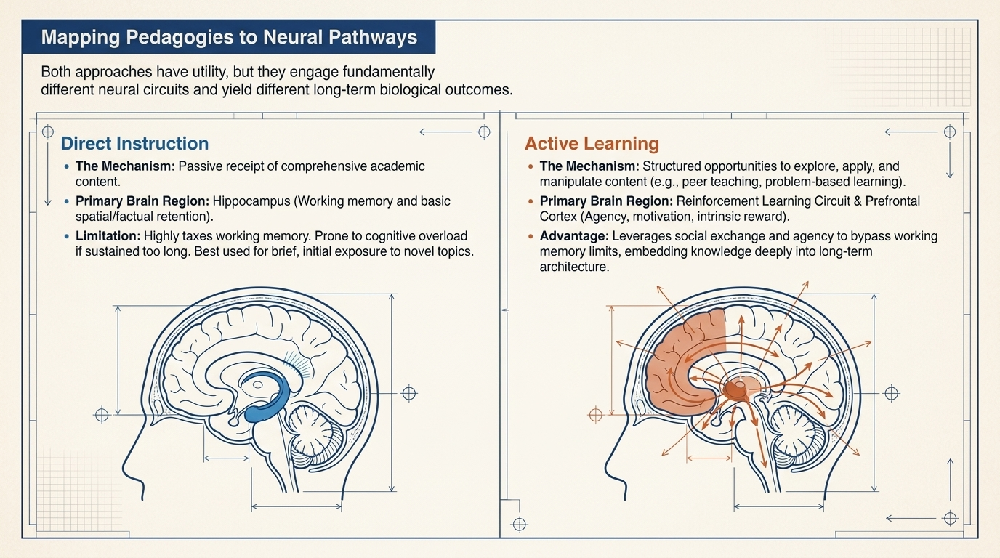 Mapping Pedagogies to Neural Pathways
Both approaches have utility, but they engage fundamentally
different neural circuits and yield different long-term biological outcomes.
Direct Instruction
• The Mechanism: Passive receipt of comprehensive academic
content.
• Primary Brain Region: Hippocampus (Working memory and basic
spatial/factual retention).
• Limitation: Highly taxes working memory. Prone to cognitive overload
if sustained too long. Best used for brief, initial exposure to novel topics.
Active Learning
• The Mechanism: Structured opportunities to explore, apply, and
manipulate content (e.g., peer teaching, problem-based learning).
• Primary Brain Region: Reinforcement Learning Circuit & Prefrontal
Cortex (Agency, motivation, intrinsic reward).
• Advantage: Leverages social exchange and agency to bypass working
memory limits, embedding knowledge deeply into long-term
architecture.